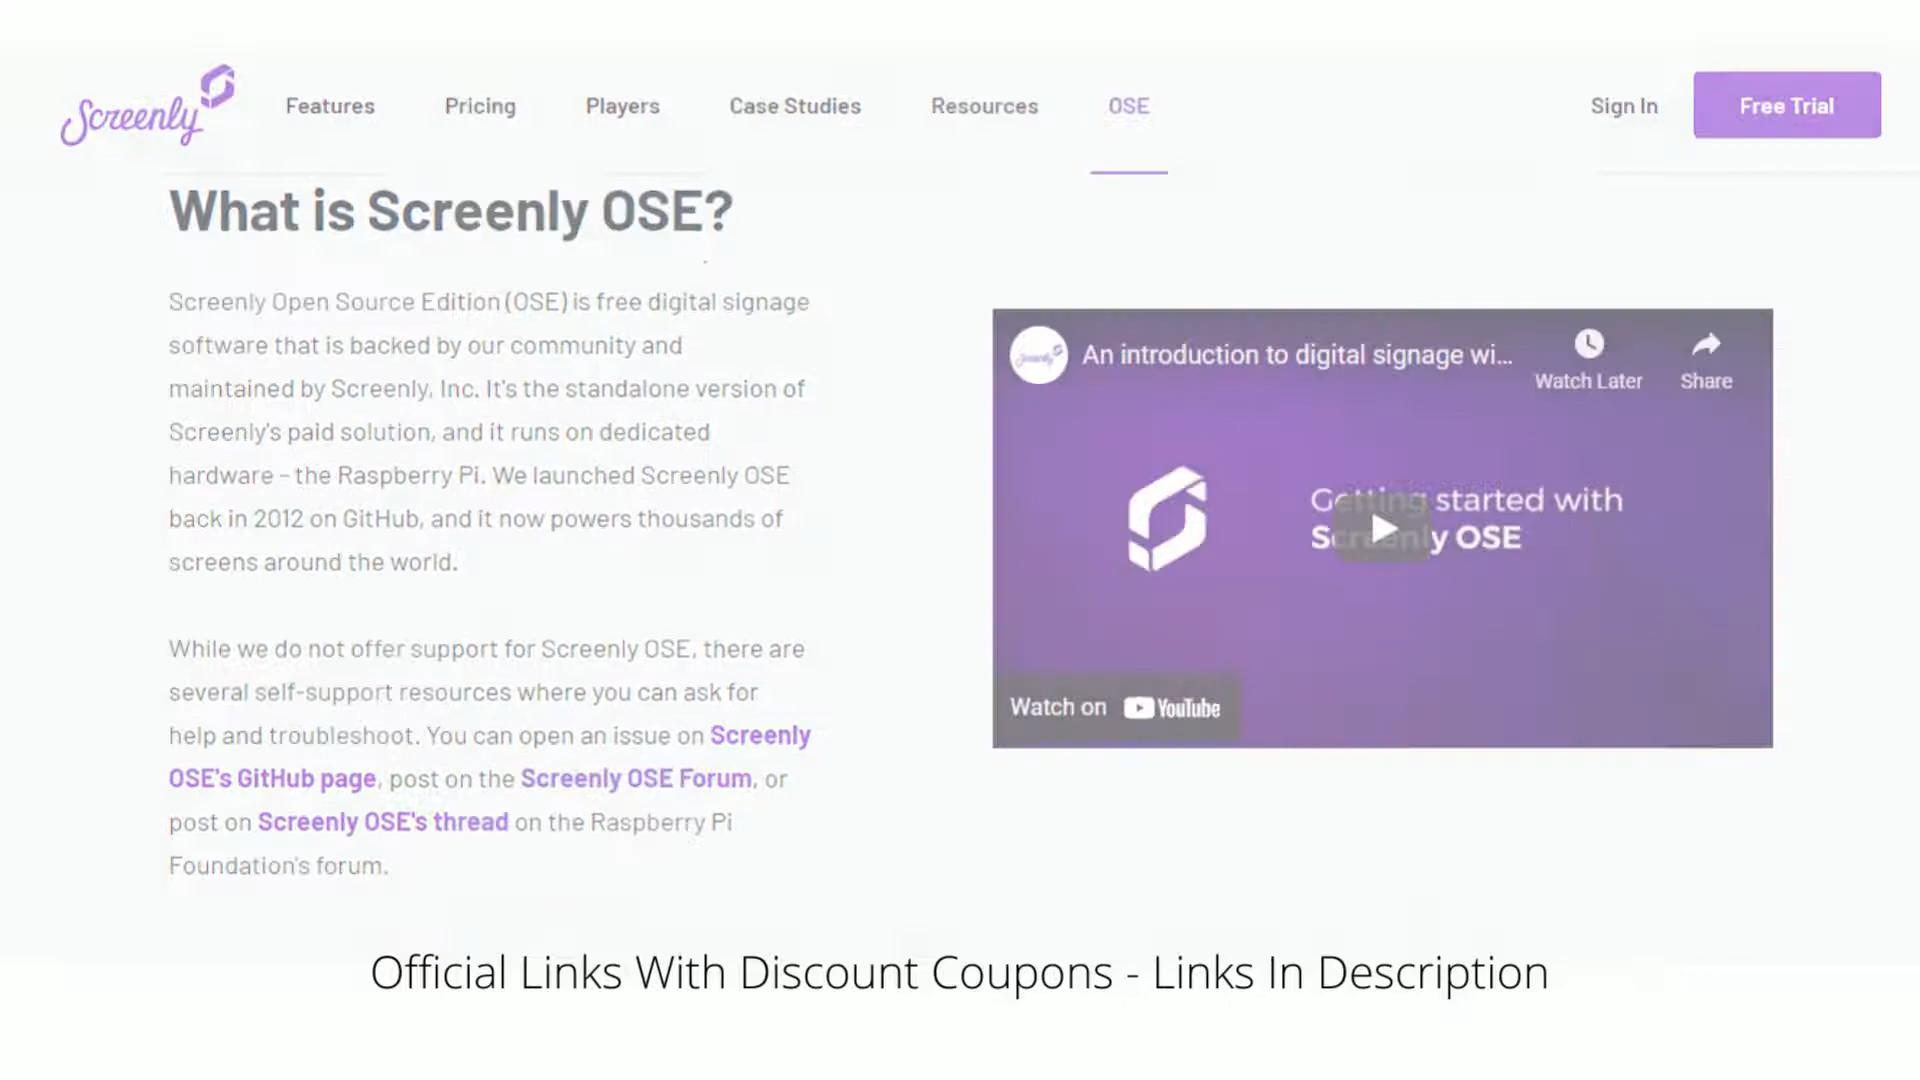 Screenly
Features
Pricing
Players
Case Studies
Resources
OSE
Sign In
Free Trial
What is Screenly OSE?
Screenly Open Source Edition (OSE) is free digital signage
software that is backed by our community and
maintained by Screenly, Inc. It's the standalone version of
Screenly's paid solution, and it runs on dedicated
hardware - the Raspberry Pi. We launched Screenly OSE
back in 2012 on GitHub, and it now powers thousands of
screens around the world.
While we do not offer support for Screenly OSE, there are
several self-support resources where you can ask for
help and troubleshoot. You can open an issue on Screenly
OSE's GitHub page, post on the Screenly OSE Forum, or
post on Screenly OSE's thread on the Raspberry Pi
Foundation's forum.
Screenly
An introduction to digital signage wi...
Watch Later
Share
Getting started with
Screenly OSE
Watch on YouTube
Official Links With Discount Coupons - Links In Description